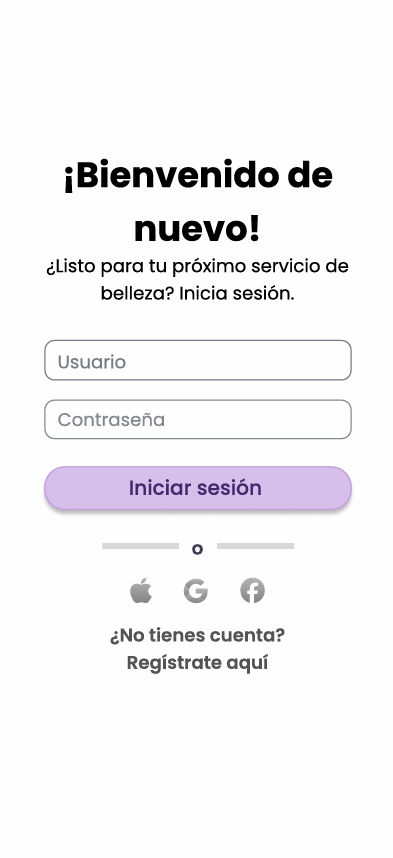 ¡Bienvenido de
nuevo!
¿Listo para tu próximo servicio de
belleza? Inicia sesión.
Usuario
Contraseña
Iniciar sesión
o
¿No tienes cuenta?
Regístrate aquí